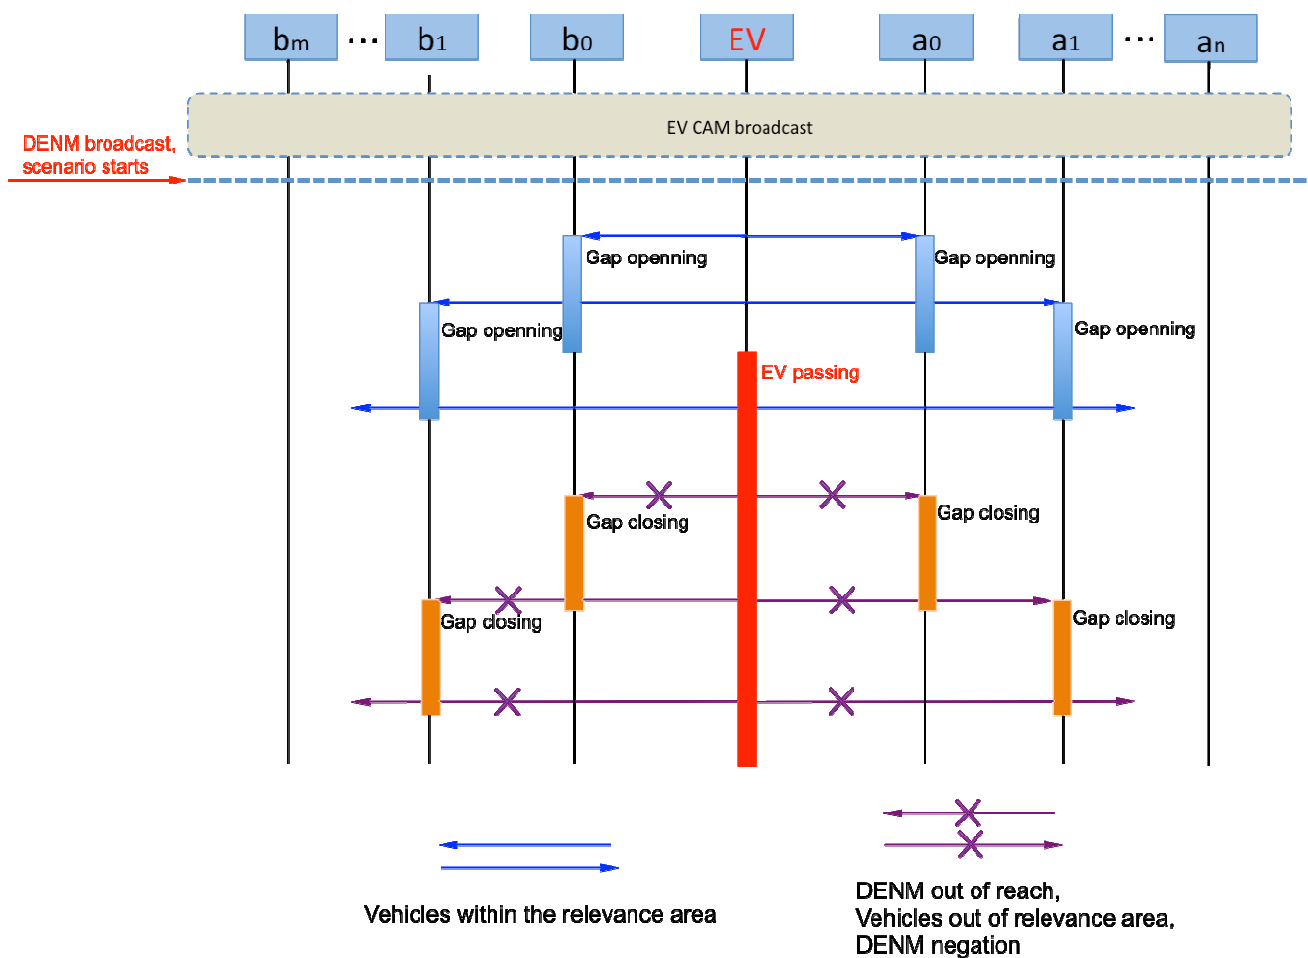 bm ... b1 b0 EV a0 a1 ... an
EV CAM broadcast
DENM broadcast,
scenario starts
Gap openning
Gap openning
Gap openning
Gap openning
EV passing
Gap closing
Gap closing
Gap closing
Gap closing
Vehicles within the relevance area
DENM out of reach,
Vehicles out of relevance area,
DENM negation